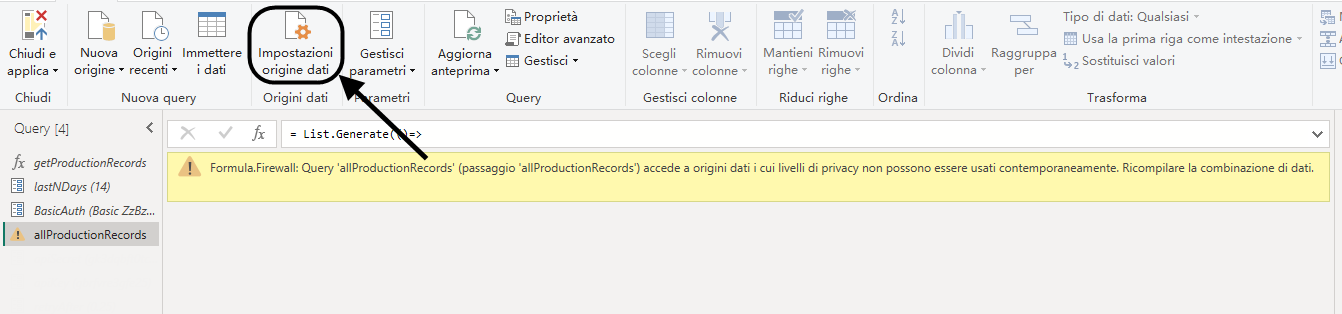 Chiudi e
applica
Chiudi
Nuova
origine
Origini
recenti
Immettere
i dati
Nuova query
Impostazioni
origine dati
Origini dati
Gestisci
parametri
Parametri
Aggiorna
anteprima
Proprietà
Editor avanzato
Gestisci
Query
Scegli
colonne
Rimuovi
colonne
Gestisci colonne
Mantieni
righe
Rimuovi
righe
Riduci righe
A
Z
Z
A
Ordina
Dividi
colonna
Raggruppa
per
Tipo di dati: Qualsiasi
Usa la prima riga come intestazione
1
2
Sostituisci valori
Trasforma
Query [4]
fx
= List.Generate(()=>
fx
getProductionRecords
lastNDays (14)
BasicAuth (Basic ZzBz...
allProductionRecords
Formula.Firewall: Query 'allProductionRecords' (passaggio 'allProductionRecords') accede a origini dati i cui livelli di privacy non possono essere usati contemporaneamente. Ricompilare la combinazione di dati.